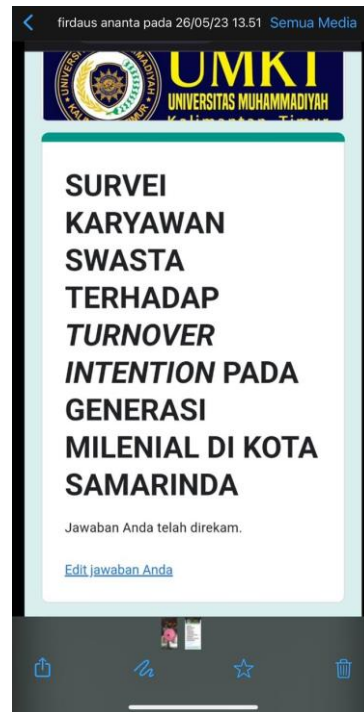 firdaus ananta pada 26/05/23 13.51 Semua Media
UMKT
UNIVERSITAS MUHAMMADIYAH
Kalimantan Timur
SURVEI
KARYAWAN
SWASTA
TERHADAP
TURNOVER
INTENTION PADA
GENERASI
MILENIAL DI KOTA
SAMARINDA
Jawaban Anda telah direkam.
Edit jawaban Anda